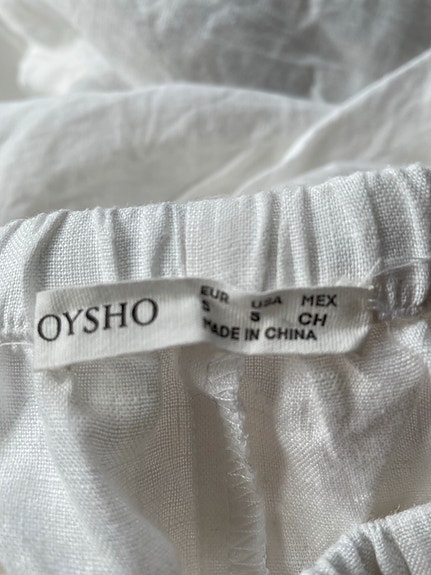 OYSHO
EUR USA MEX
S S CH
MADE IN CHINA